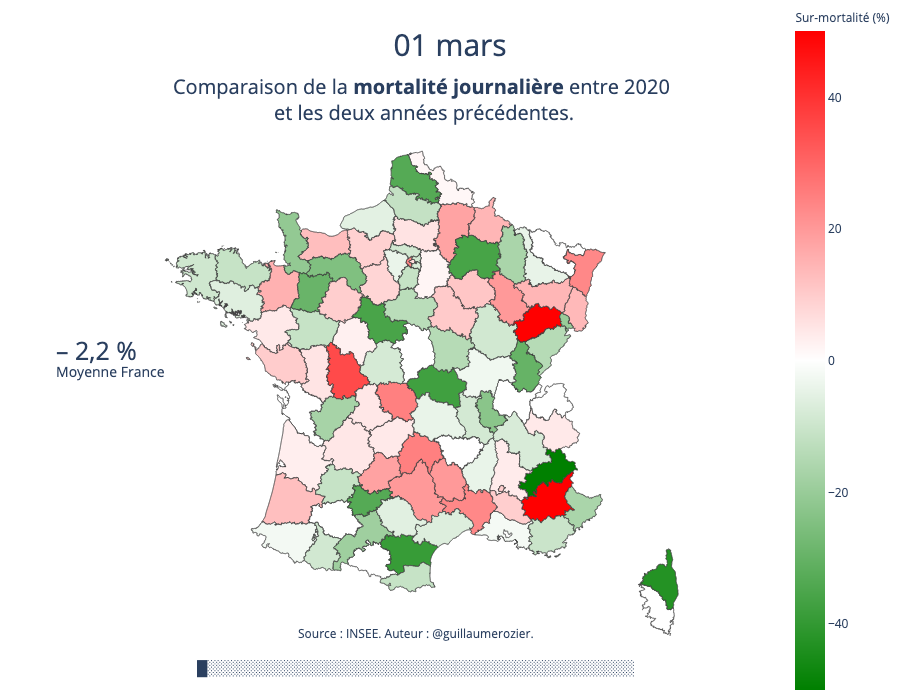 Sur-mortalité (%)
01 mars
Comparaison de la mortalité journalière entre 2020
et les deux années précédentes.
40
20
0
−20
−40
– 2,2 %
Moyenne France
Source : INSEE. Auteur : @guillaumerozier.